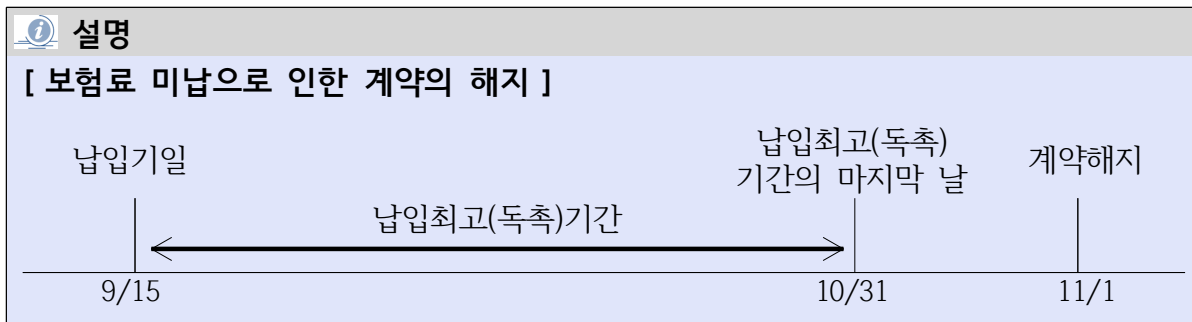 설명
[ 보험료 미납으로 인한 계약의 해지 ]
납입기일
납입최고(독촉)
기간의 마지막 날
계약해지
납입최고(독촉)기간
9/15
10/31
11/1